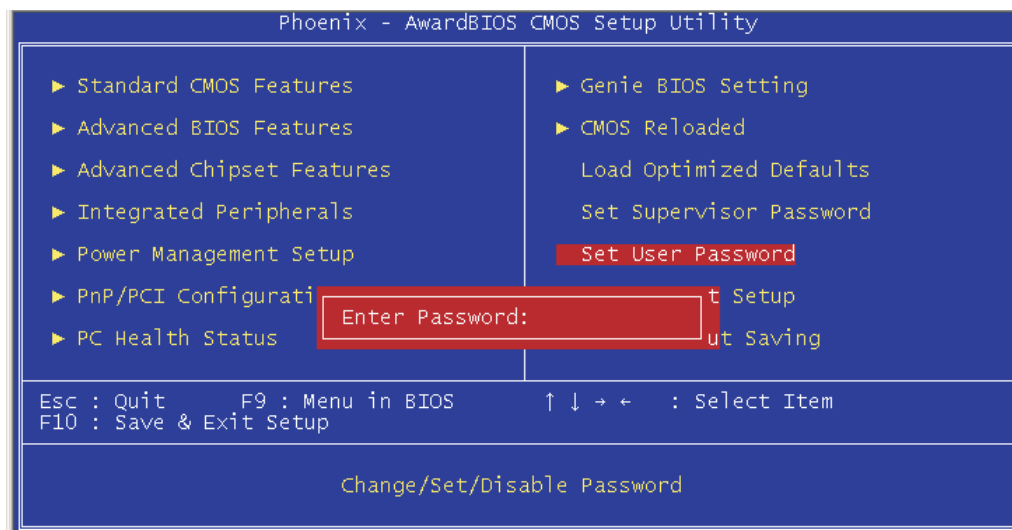 Phoenix - AwardBIOS CMOS Setup Utility
► Standard CMOS Features
► Advanced BIOS Features
► Advanced Chipset Features
► Integrated Peripherals
► Power Management Setup
► PnP/PCI Configurati
► PC Health Status
► Genie BIOS Setting
► CMOS Reloaded
Load Optimized Defaults
Set Supervisor Password
Set User Password
t Setup
ut Saving
Enter Password:
Esc : Quit F9 : Menu in BIOS ↑ ↓ → ← : Select Item
F10 : Save & Exit Setup
Change/Set/Disable Password